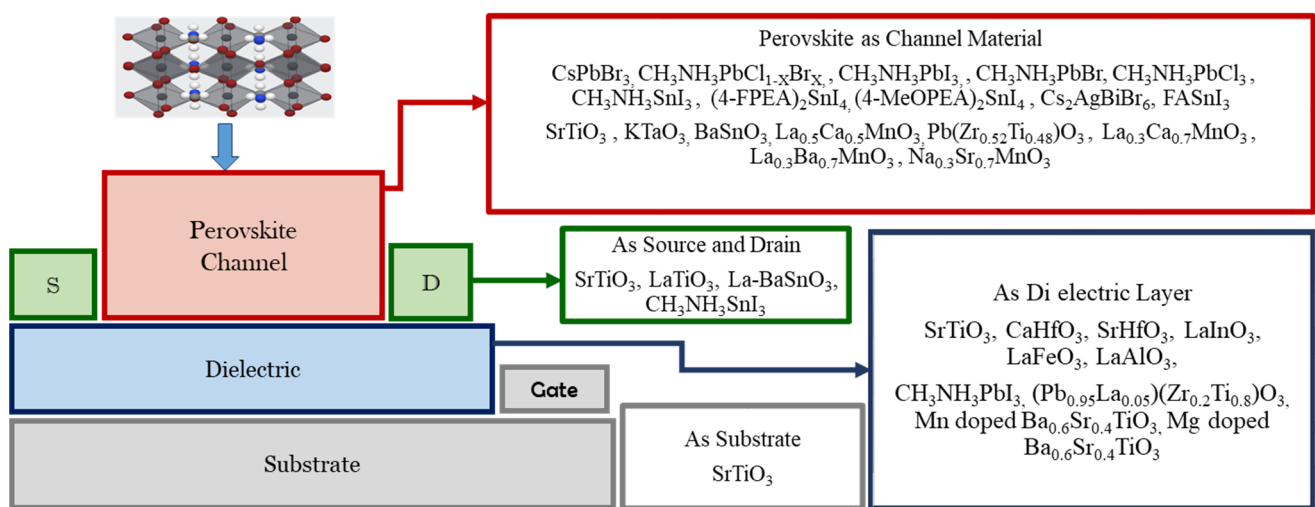 Perovskite as Channel Material
CsPbBr₃, CH₃NH₃PbCl₁₋ₓBrₓ, CH₃NH₃PbI₃, CH₃NH₃PbBr, CH₃NH₃PbCl₃,
CH₃NH₃SnI₃, (4-FPEA)₂SnI₄, (4-MeOPEA)₂SnI₄, Cs₂AgBiBr₆, FASnI₃
SrTiO₃, KTaO₃, BaSnO₃, La₀.₅Ca₀.₅MnO₃, Pb(Zr₀.₅₂Ti₀.₄₈)O₃, La₀.₃Ca₀.₇MnO₃,
La₀.₃Ba₀.₇MnO₃, Na₀.₃Sr₀.₇MnO₃
Perovskite
Channel
S
D
As Source and Drain
SrTiO₃, LaTiO₃, La-BaSnO₃,
CH₃NH₃SnI₃
As Di electric Layer
SrTiO₃, CaHfO₃, SrHfO₃, LaInO₃,
LaFeO₃, LaAlO₃,
CH₃NH₃PbI₃, (Pb₀.₉₅La₀.₀₅)(Zr₀.₂Ti₀.₈)O₃,
Mn doped Ba₀.₆Sr₀.₄TiO₃, Mg doped
Ba₀.₆Sr₀.₄TiO₃
Dielectric
Gate
Substrate
As Substrate
SrTiO₃